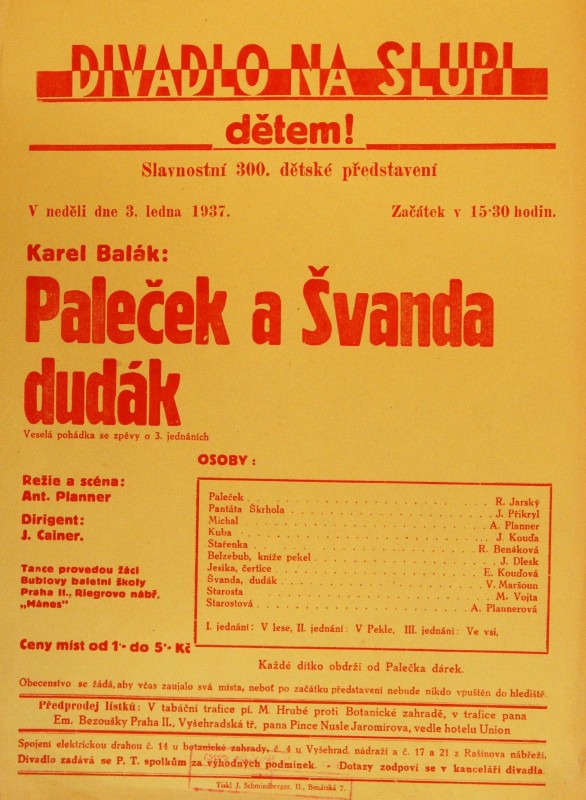 DIVADLO NA SLUPI
dětem!
Slavnostní 300. dětské představení
V neděli dne 3. ledna 1937. Začátek v 15·30 hodin.
Karel Balák:
Paleček a Švanda
dudák
Veselá pohádka se zpěvy o 3. jednáních
OSOBY:
Režie a scéna:
Ant. Planner
Dirigent:
J. Cainer.
Tance provedou žáci
Bublovy baletní školy
Praha II., Riegrovo nábř.
„Mánes"
Ceny míst od 1·- do 5·- Kč
Paleček R. Jarský
Pantáta Škrhola J. Přikryl
Michal A. Planner
Kuba J. Kouďa
Stařenka R. Benáková
Belzebub, kníže pekel J. Dlesk
Jesika, čertice E. Kouďová
Švanda, dudák V. Maršoun
Starosta M. Vojta
Starostová A. Plannerová
I. jednání: V lese, II. jednání: V Pekle, III. jednání: Ve vsi,
Každé dítko obdrží od Palečka dárek.
Obecenstvo se žádá, aby včas zaujalo svá místa, neboť po začátku představení nebude nikdo vpuštěn do hlediště.
Předprodej lístků: V tabáční trafice pí. M. Hrubé proti Botanické zahradě, v trafice pana
Em. Bezoušky Praha II., Vyšehradská tř, pana Pince Nusle Jaromírova, vedle hotelu Union
Spojení elektrickou drahou č. 14 u botanické zahrady, č. 4 u Vyšehrad. nádraží a č. 17 a 21 z Rašínova nábřeží.
Divadlo zadává se P. T. spolkům za výhodných podmínek. - Dotazy zodpoví se v kanceláři divadla.
Tiskl J. Schmiedberger, II., Benátská 7.